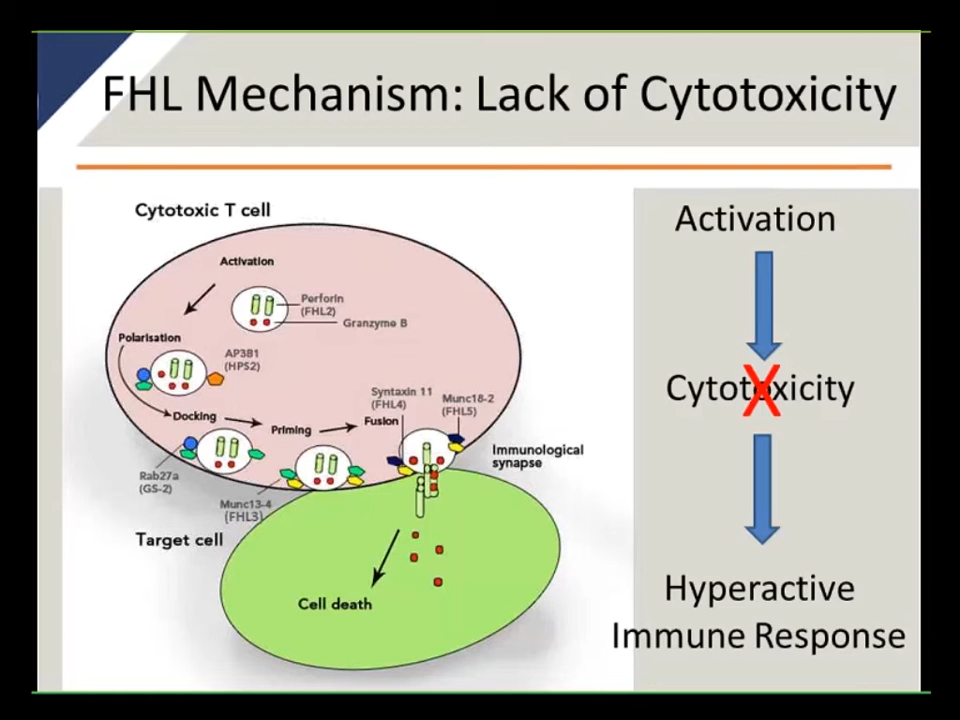 FHL Mechanism: Lack of Cytotoxicity
Cytotoxic T cell
Activation
Perforin
(FHL2)
Granzyme B
Polarisation
AP3B1
(HPS2)
Docking
Priming
Fusion
Syntaxin 11
(FHL4)
Munc18-2
(FHL5)
Immunological
synapse
Rab27a
(GS-2)
Munc13-4
(FHL3)
Target cell
Cell death
Activation
Cytotoxicity
X
Hyperactive
Immune Response